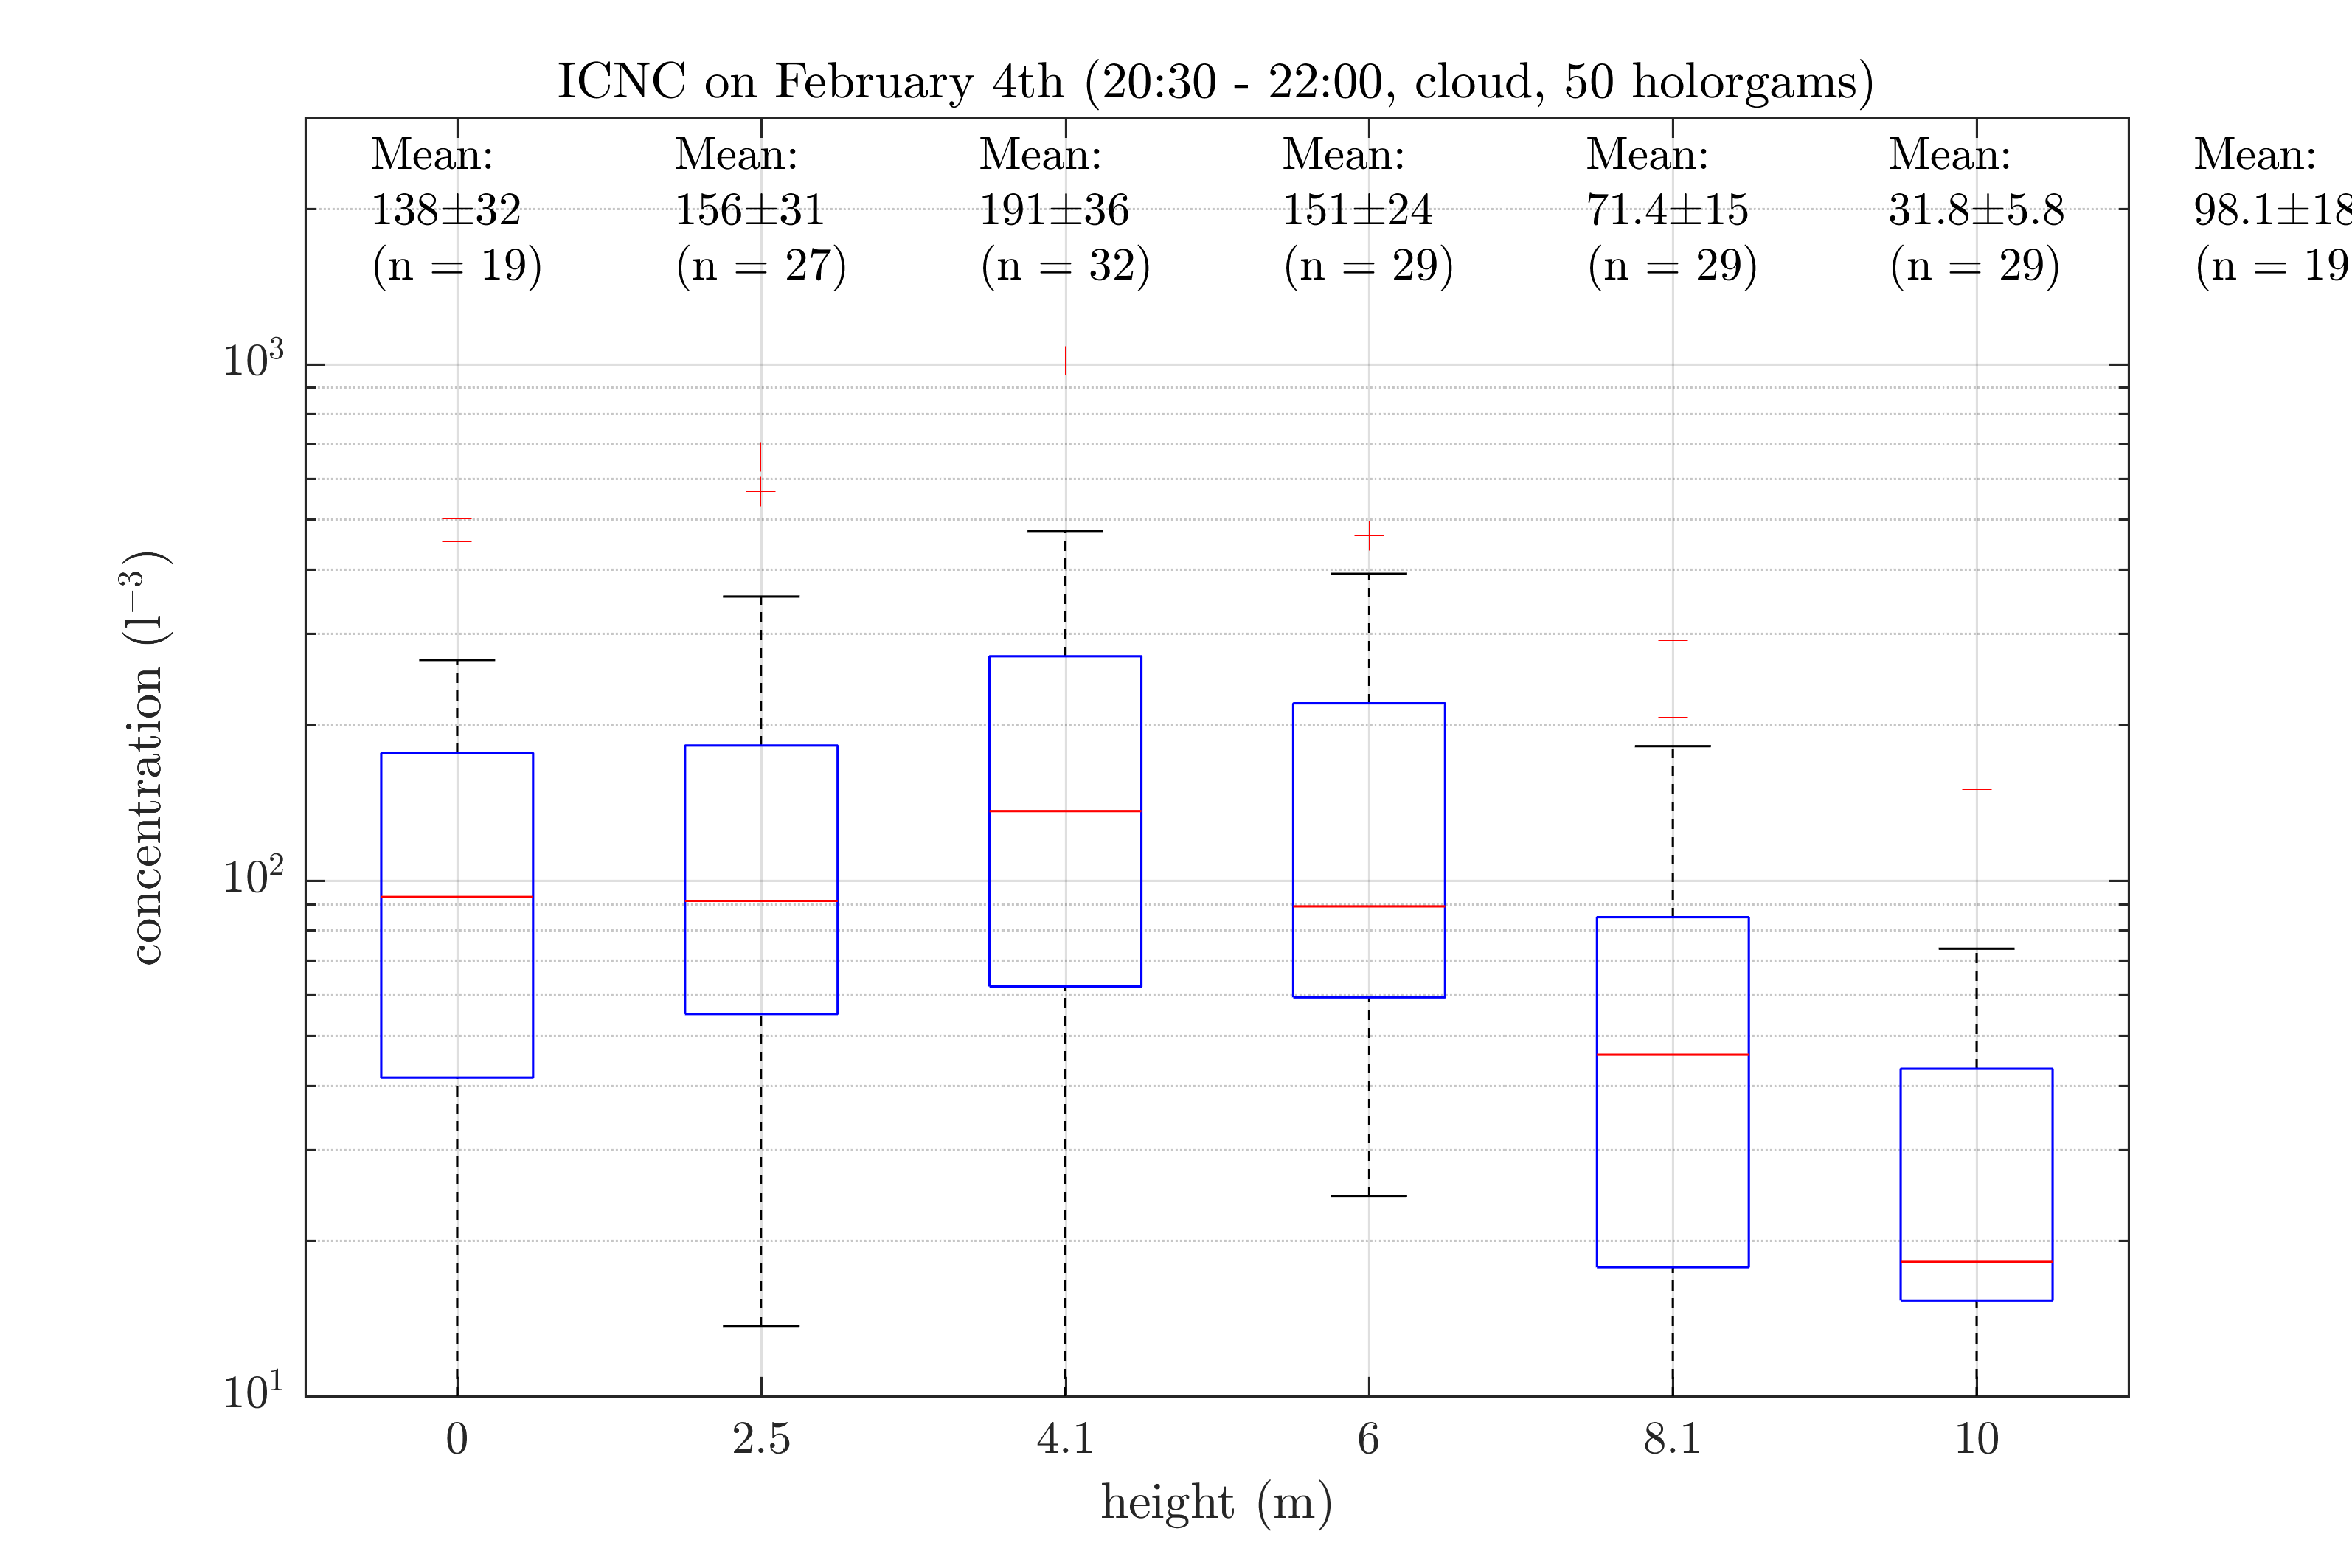 ICNC on February 4th (20:30 - 22:00, cloud, 50 holorgams)
Mean:
138±32
(n = 19)
Mean:
156±31
(n = 27)
Mean:
191±36
(n = 32)
Mean:
151±24
(n = 29)
Mean:
71.4±15
(n = 29)
Mean:
31.8±5.8
(n = 29)
Mean:
98.1±18
(n = 19
10³
10²
10¹
concentration (l⁻³)
0 2.5 4.1 6 8.1 10
height (m)